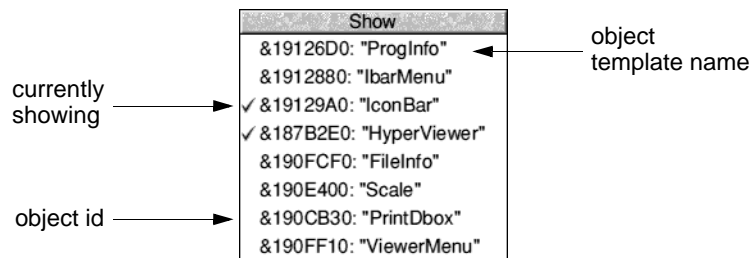 Show
&19126D0: "ProgInfo"
&1912880: "IbarMenu"
&19129A0: "IconBar"
&187B2E0: "HyperViewer"
&190FCF0: "FileInfo"
&190E400: "Scale"
&190CB30: "PrintDbox"
&190FF10: "ViewerMenu"
object
template name
currently
showing
object id